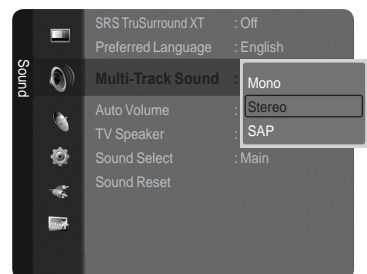 Sound
SRS TruSurround XT : Off
Preferred Language : English
Multi-Track Sound :
Mono
Stereo
SAP
Auto Volume :
TV Speaker :
Sound Select : Main
Sound Reset